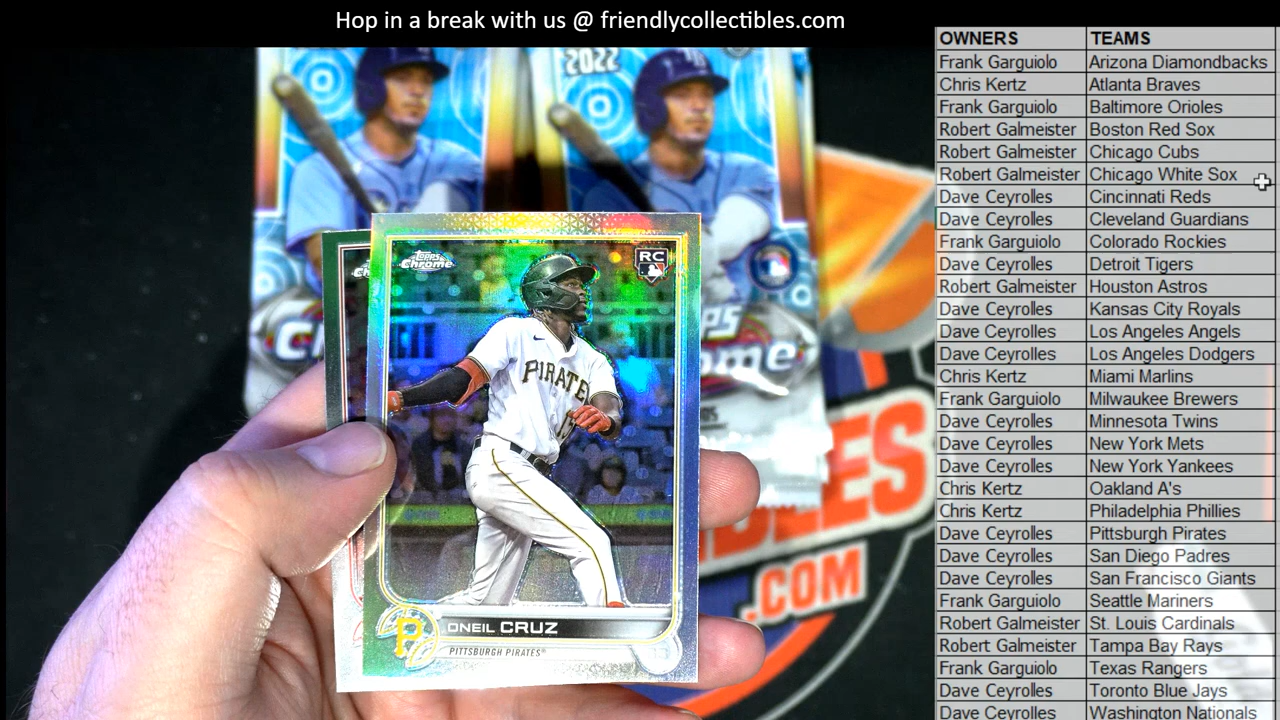 Hop in a break with us @ friendlycollectibles.com
OWNERS TEAMS
Frank Garguiolo Arizona Diamondbacks
Chris Kertz Atlanta Braves
Frank Garguiolo Baltimore Orioles
Robert Galmeister Boston Red Sox
Robert Galmeister Chicago Cubs
Robert Galmeister Chicago White Sox
Dave Ceyrolles Cincinnati Reds
Dave Ceyrolles Cleveland Guardians
Frank Garguiolo Colorado Rockies
Dave Ceyrolles Detroit Tigers
Robert Galmeister Houston Astros
Dave Ceyrolles Kansas City Royals
Dave Ceyrolles Los Angeles Angels
Dave Ceyrolles Los Angeles Dodgers
Chris Kertz Miami Marlins
Frank Garguiolo Milwaukee Brewers
Dave Ceyrolles Minnesota Twins
Dave Ceyrolles New York Mets
Dave Ceyrolles New York Yankees
Chris Kertz Oakland A's
Chris Kertz Philadelphia Phillies
Dave Ceyrolles Pittsburgh Pirates
Dave Ceyrolles San Diego Padres
Dave Ceyrolles San Francisco Giants
Frank Garguiolo Seattle Mariners
Robert Galmeister St. Louis Cardinals
Robert Galmeister Tampa Bay Rays
Frank Garguiolo Texas Rangers
Dave Ceyrolles Toronto Blue Jays
Dave Ceyrolles Washington Nationals
2022
Topps
Chrome
RC
PIRATE
15
P
ONEIL CRUZ
PITTSBURGH PIRATES
.COM